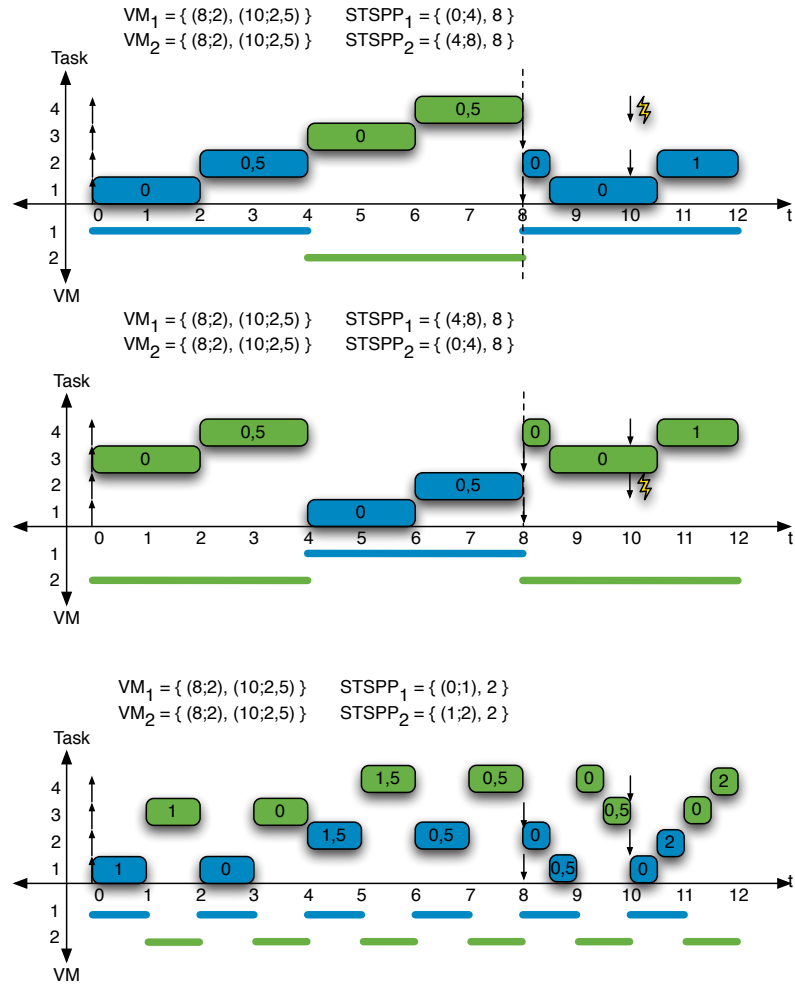 VM1 = { (8;2), (10;2,5) } STSPP1 = { (0;4), 8 }
VM2 = { (8;2), (10;2,5) } STSPP2 = { (4;8), 8 }
Task
4 0,5
3 0
2 0,5 0 1
1 0 0
0 1 2 3 4 5 6 7 8 9 10 11 12 t
1
2
VM
VM1 = { (8;2), (10;2,5) } STSPP1 = { (4;8), 8 }
VM2 = { (8;2), (10;2,5) } STSPP2 = { (0;4), 8 }
Task
4 0,5 0 1
3 0 0
2 0,5
1 0
0 1 2 3 4 5 6 7 8 9 10 11 12 t
1
2
VM
VM1 = { (8;2), (10;2,5) } STSPP1 = { (0;1), 2 }
VM2 = { (8;2), (10;2,5) } STSPP2 = { (1;2), 2 }
Task
4 1,5 0,5 0 2
3 1 0 0,5 0
2 1,5 0,5 0 2
1 1 0 0,5 0
0 1 2 3 4 5 6 7 8 9 10 11 12 t
1
2
VM